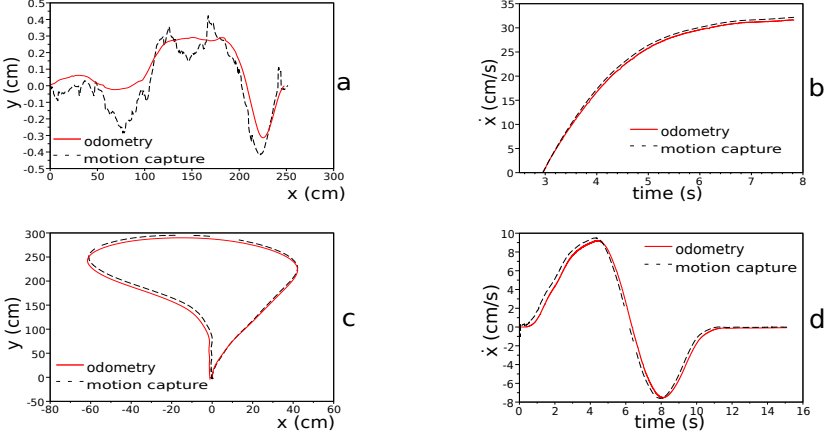 0.5
0.4
0.3
0.2
0.1
0.0
-0.1
-0.2
-0.3
-0.4
-0.5
y (cm)
0 50 100 150 200 250 300
x (cm)
odometry
motion capture
a
35
30
25
20
15
10
5
0
ẋ (cm/s)
2 3 4 5 6 7 8
time (s)
odometry
motion capture
b
300
250
200
150
100
50
0
-50
y (cm)
-80 -60 -40 -20 0 20 40 60
x (cm)
odometry
motion capture
c
10
8
6
4
2
0
-2
-4
-6
-8
ẋ (cm/s)
0 2 4 6 8 10 12 14 16
time (s)
odometry
motion capture
d